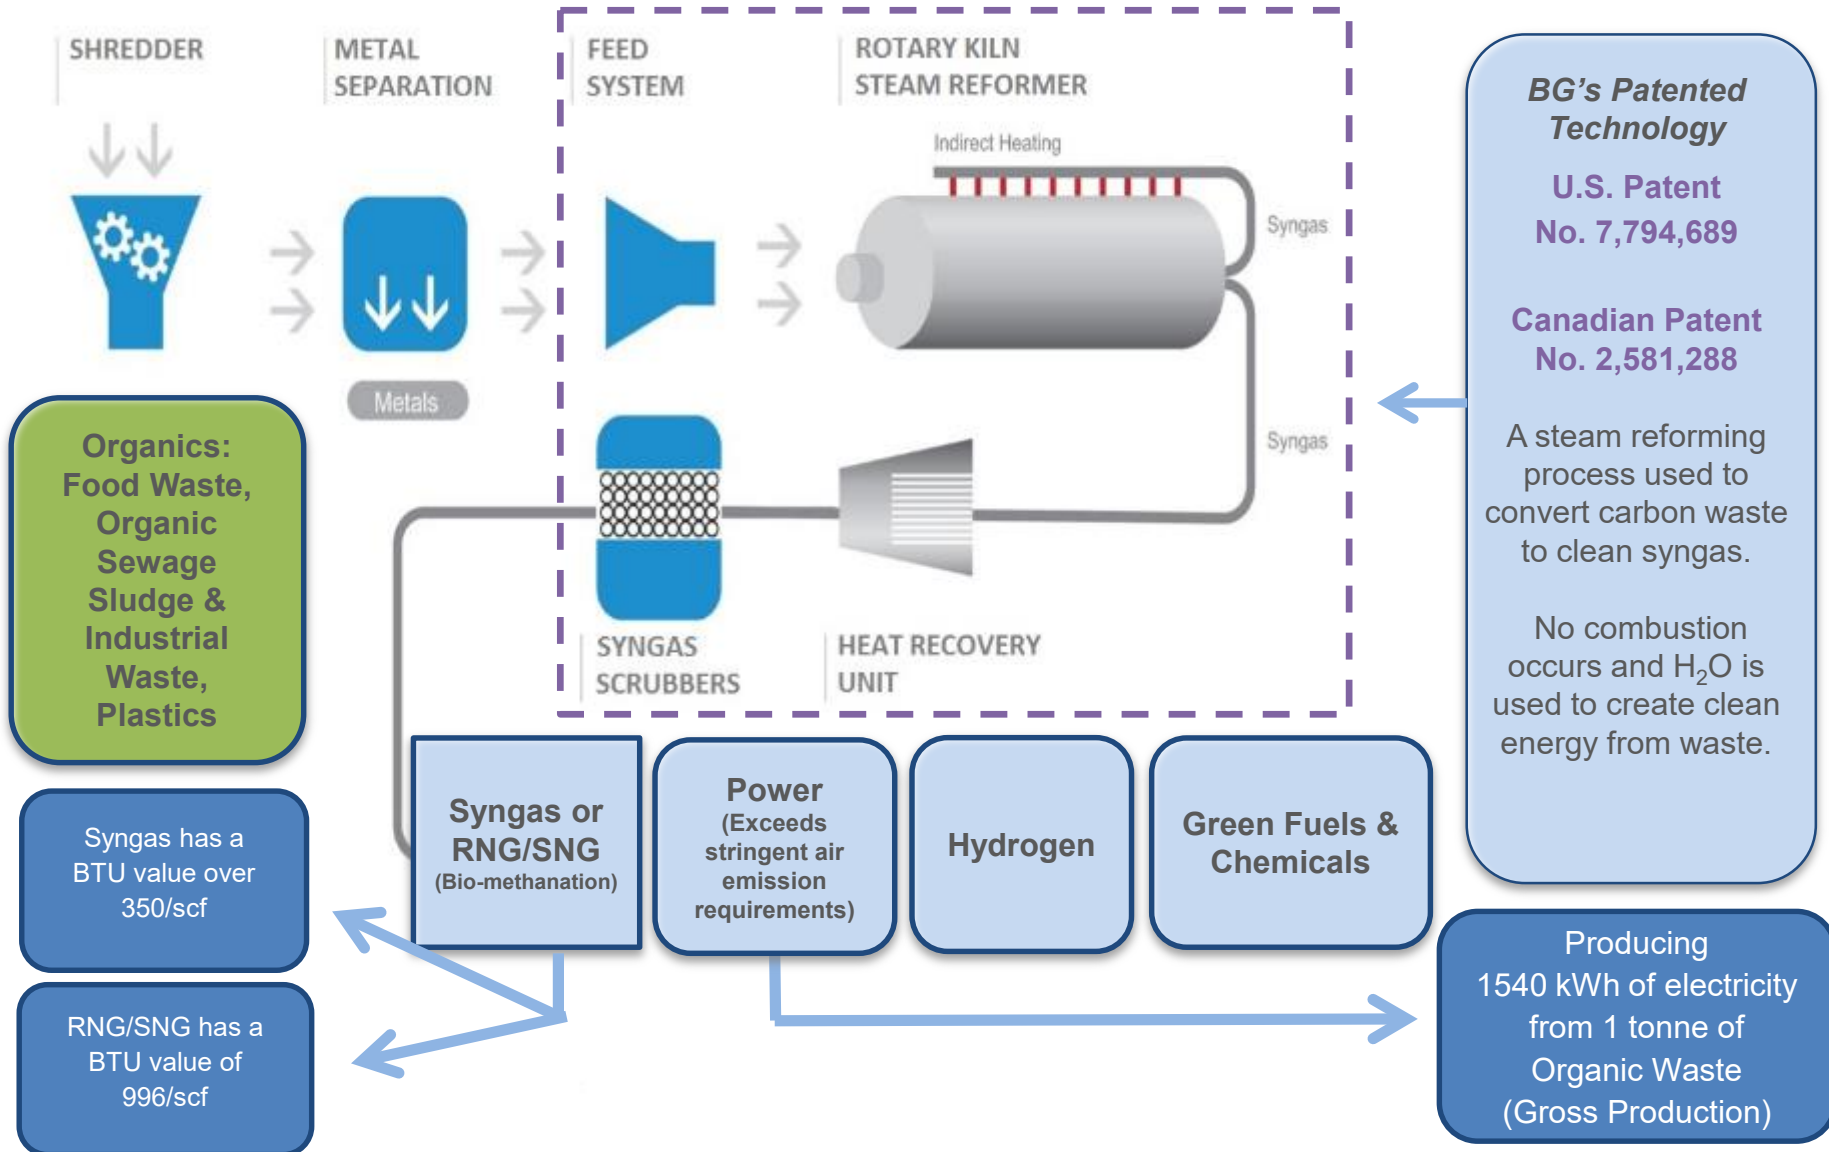 SHREDDER
METAL
SEPARATION
FEED
SYSTEM
ROTARY KILN
STEAM REFORMER
Indirect Heating
Syngas
Syngas
Metals
SYNGAS
SCRUBBERS
HEAT RECOVERY
UNIT
BG's Patented
Technology
U.S. Patent
No. 7,794,689
Canadian Patent
No. 2,581,288
A steam reforming
process used to
convert carbon waste
to clean syngas.
No combustion
occurs and H₂O is
used to create clean
energy from waste.
Organics:
Food Waste,
Organic
Sewage
Sludge &
Industrial
Waste,
Plastics
Syngas or
RNG/SNG
(Bio-methanation)
Power
(Exceeds
stringent air
emission
requirements)
Hydrogen
Green Fuels &
Chemicals
Syngas has a
BTU value over
350/scf
RNG/SNG has a
BTU value of
996/scf
Producing
1540 kWh of electricity
from 1 tonne of
Organic Waste
(Gross Production)